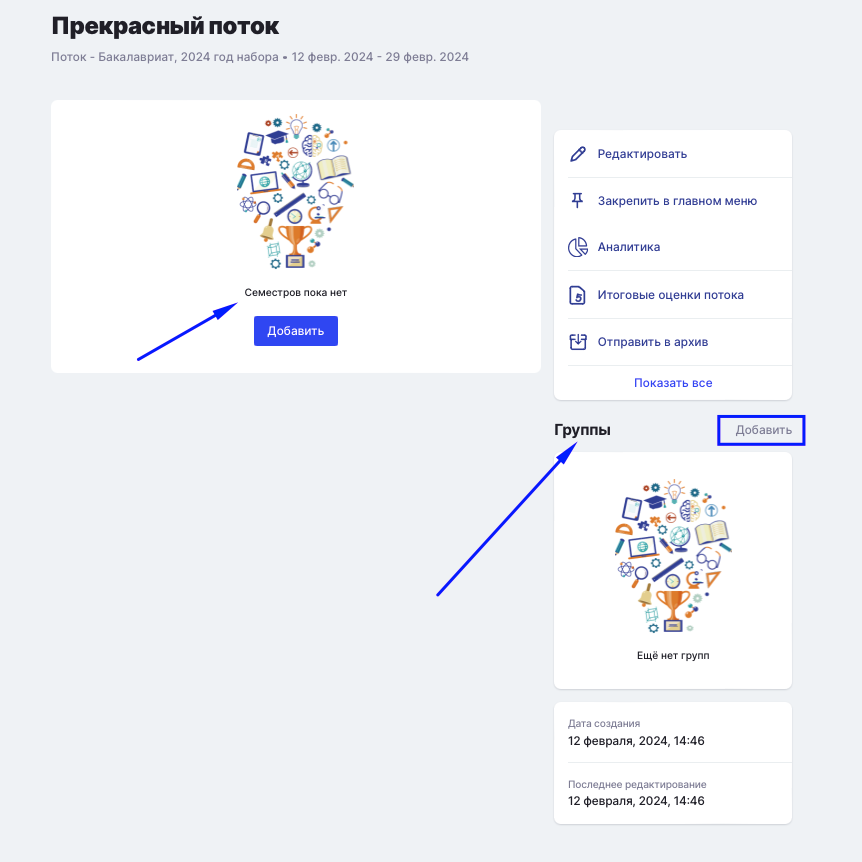 Прекрасный поток
Поток - Бакалавриат, 2024 год набора • 12 февр. 2024 - 29 февр. 2024
Семестров пока нет
Добавить
Редактировать
Закрепить в главном меню
Аналитика
Итоговые оценки потока
Отправить в архив
Показать все
Группы
Добавить
Ещё нет групп
Дата создания
12 февраля, 2024, 14:46
Последнее редактирование
12 февраля, 2024, 14:46